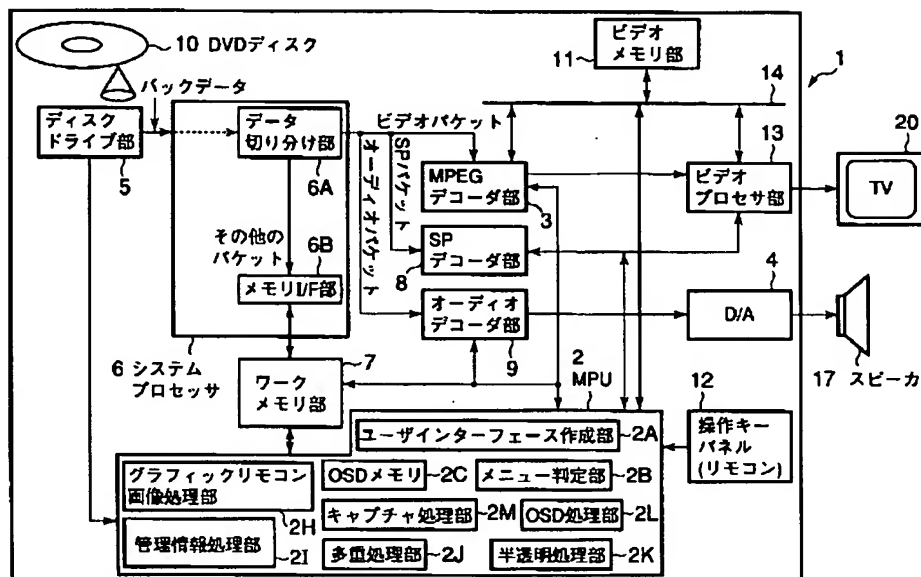 10 DVDディスク
パックデータ
ディスク
ドライブ部
5
データ
切り分け部
6A
その他の
パケット
6B
メモリI/F部
6 システム
プロセッサ
ビデオパケット
SPパケット
オーディオパケット
ビデオ
メモリ部
11
14
1
MPEG
デコーダ部
3
SP
デコーダ部
8
オーディオ
デコーダ部
9
13
ビデオ
プロセサ部
20
TV
4
D/A
17 スピーカ
7
ワーク
メモリ部
2
MPU
12
操作キー
パネル
(リモコン)
ユーザインターフェース作成部
2A
グラフィックリモコン
画像処理部
2H
OSDメモリ
2C
メニュー判定部
2B
キャプチャ処理部
2M
OSD処理部
2L
管理情報処理部
2I
多重処理部
2J
半透明処理部
2K